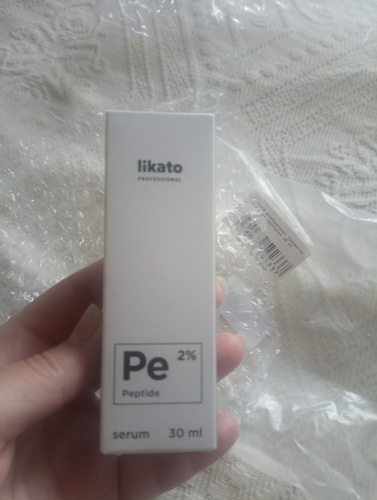 likato
PROFESSIONAL
Pe 2%
Peptide
serum 30 ml